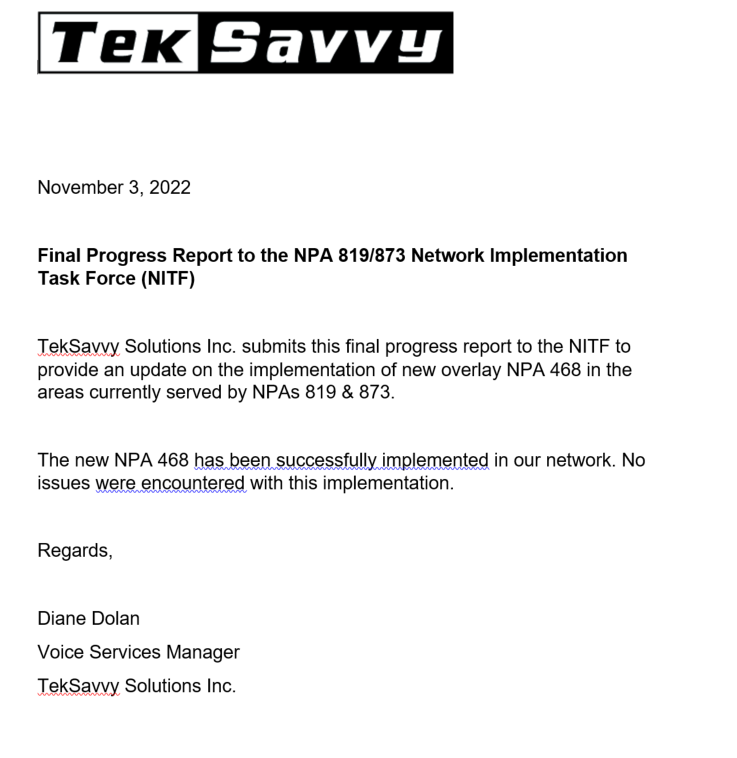 Tek Savvy
November 3, 2022
Final Progress Report to the NPA 819/873 Network Implementation
Task Force (NITF)
TekSavvy Solutions Inc. submits this final progress report to the NITF to
provide an update on the implementation of new overlay NPA 468 in the
areas currently served by NPAs 819 & 873.
The new NPA 468 has been successfully implemented in our network. No
issues were encountered with this implementation.
Regards,
Diane Dolan
Voice Services Manager
TekSavvy Solutions Inc.